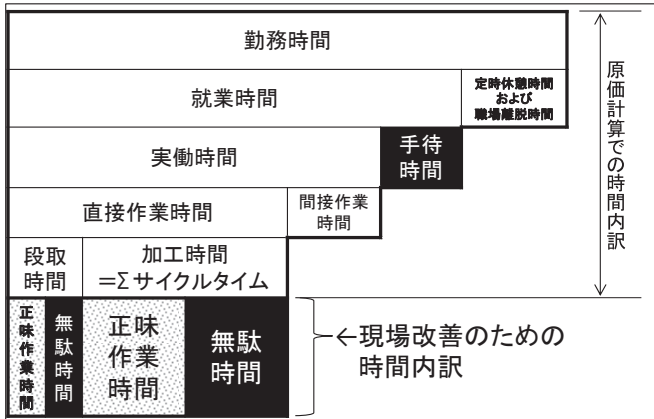 勤務時間
就業時間
定時休憩時間
および
職場離脱時間
実働時間
手待
時間
直接作業時間
間接作業
時間
段取
時間
加工時間
=Σサイクルタイム
正味作業時間
無駄時間
正味
作業
時間
無駄
時間
原価計算での時間内訳
←現場改善のための
時間内訳